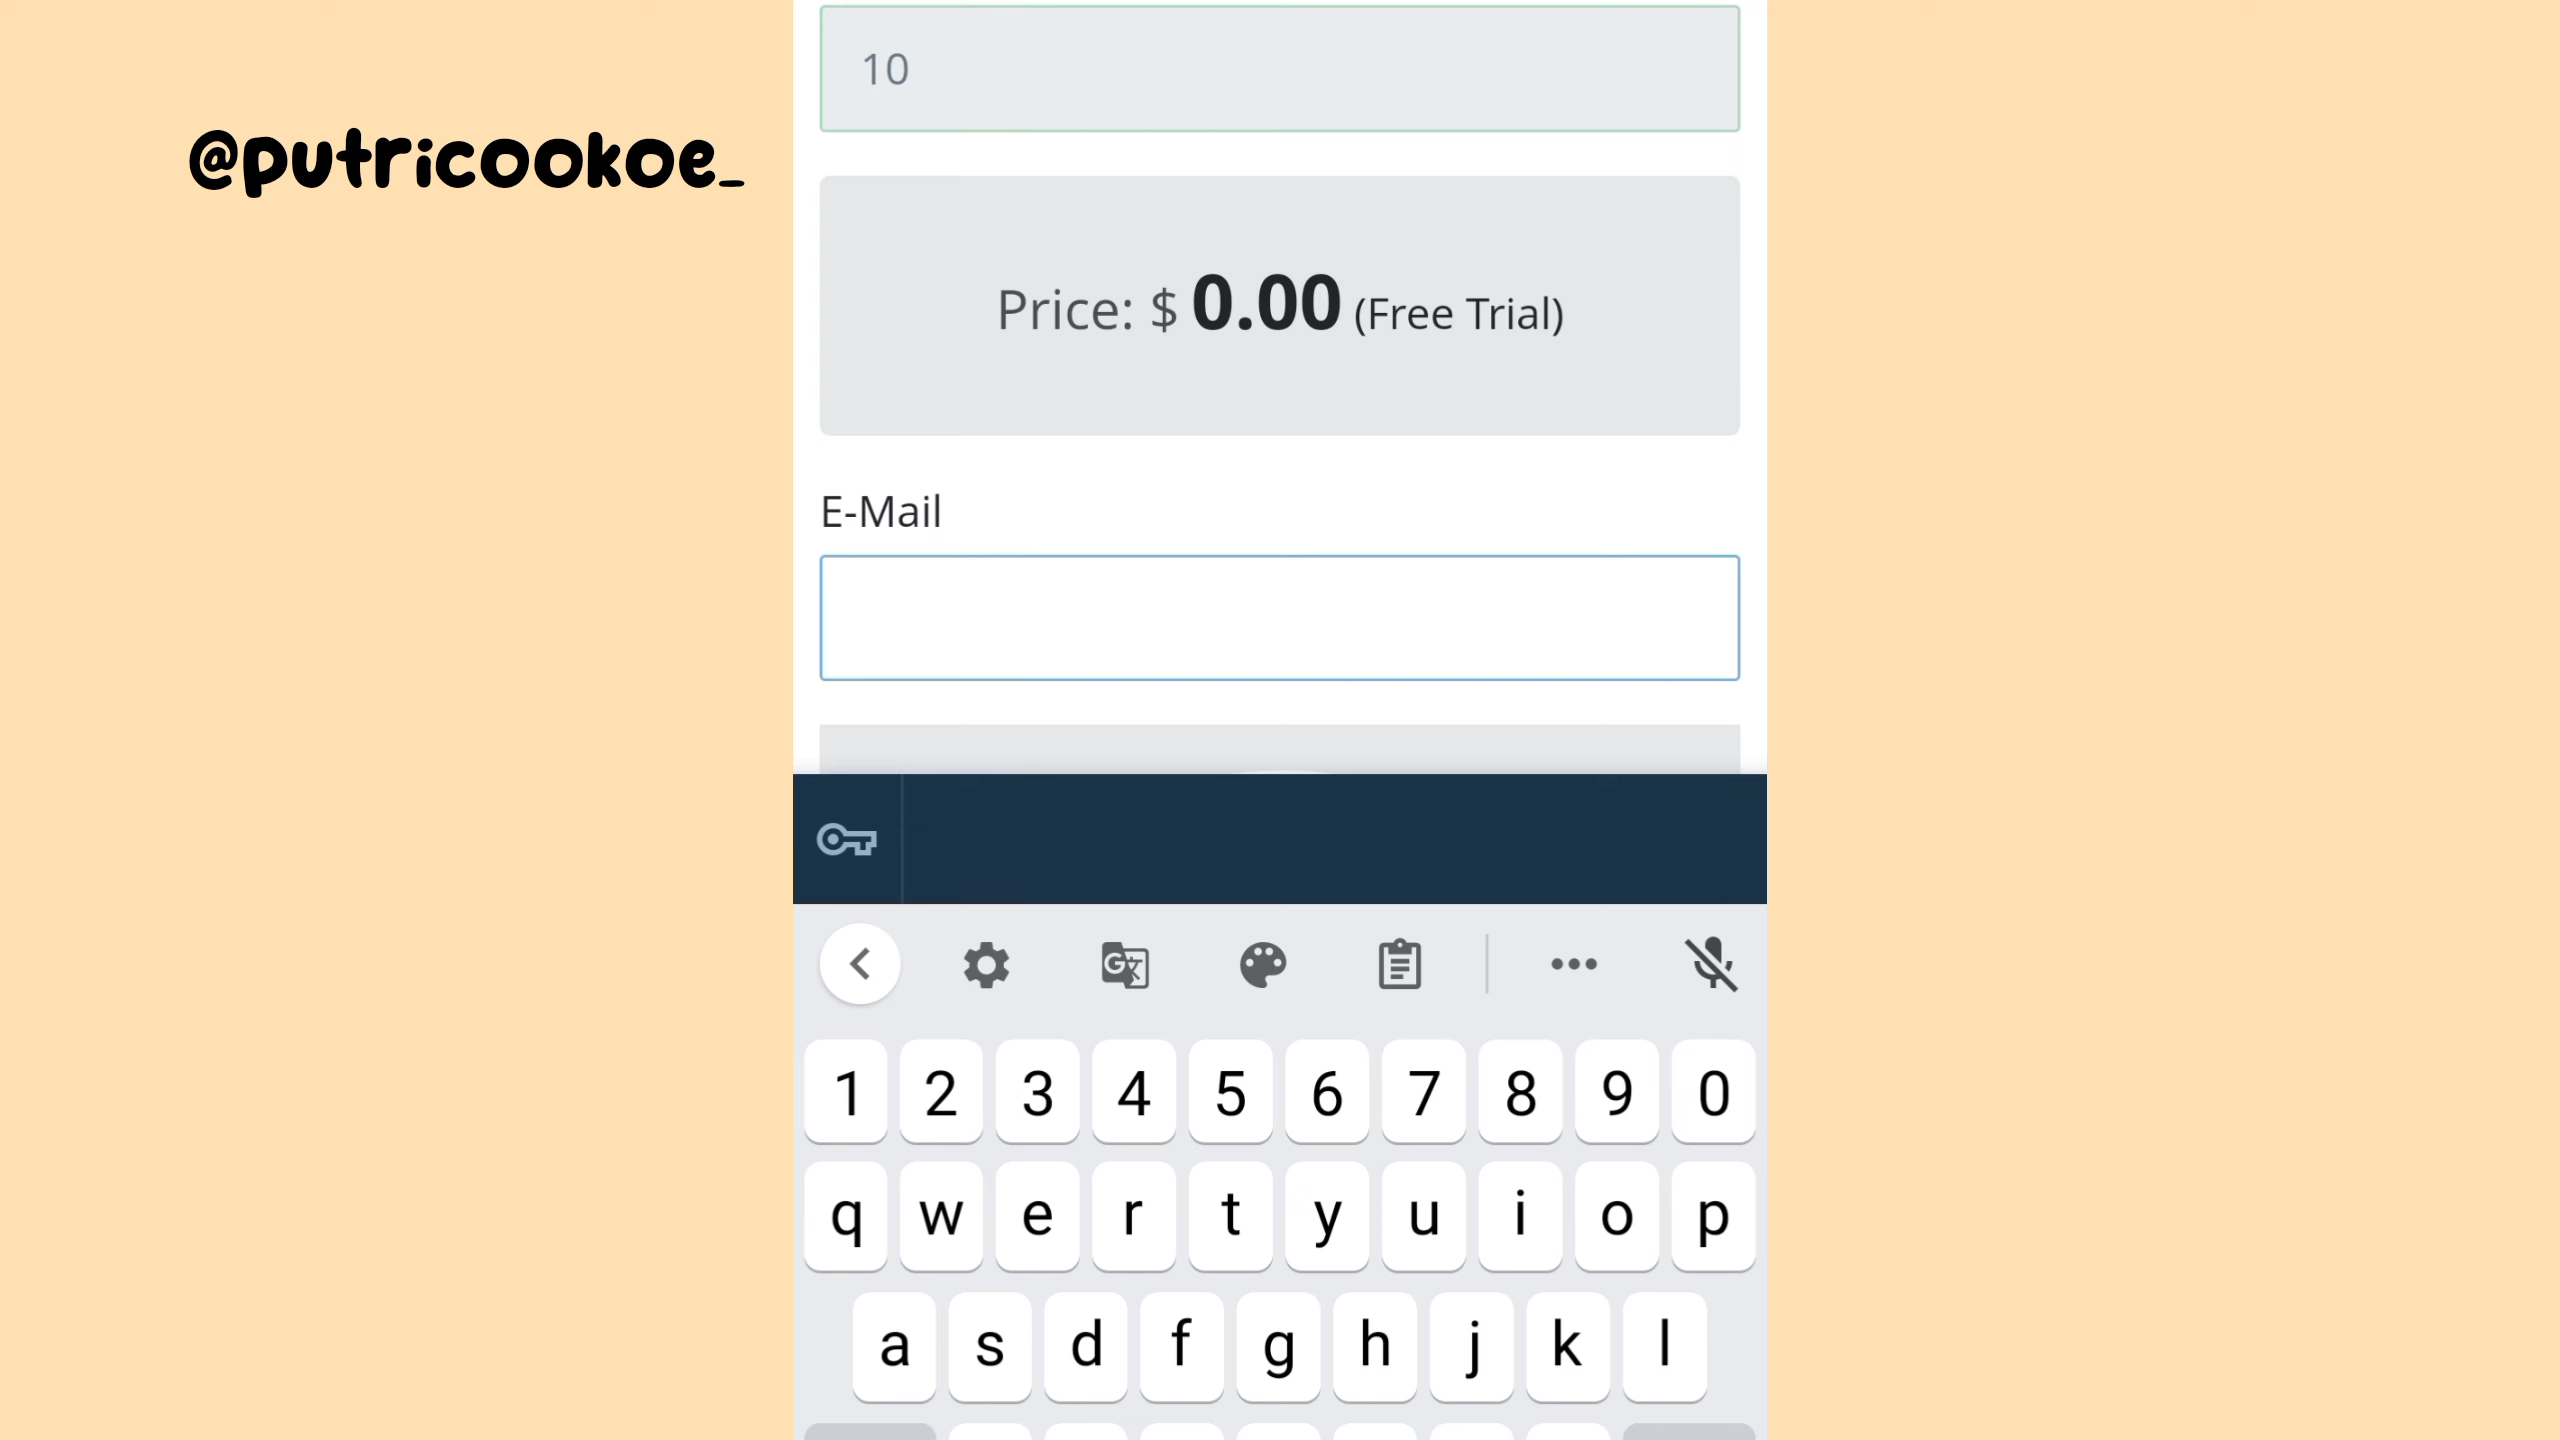 10
@putricookoe_
Price: $ 0.00 (Free Trial)
E-Mail
1 2 3 4 5 6 7 8 9 0
q w e r t y u i o p
a s d f g h j k l